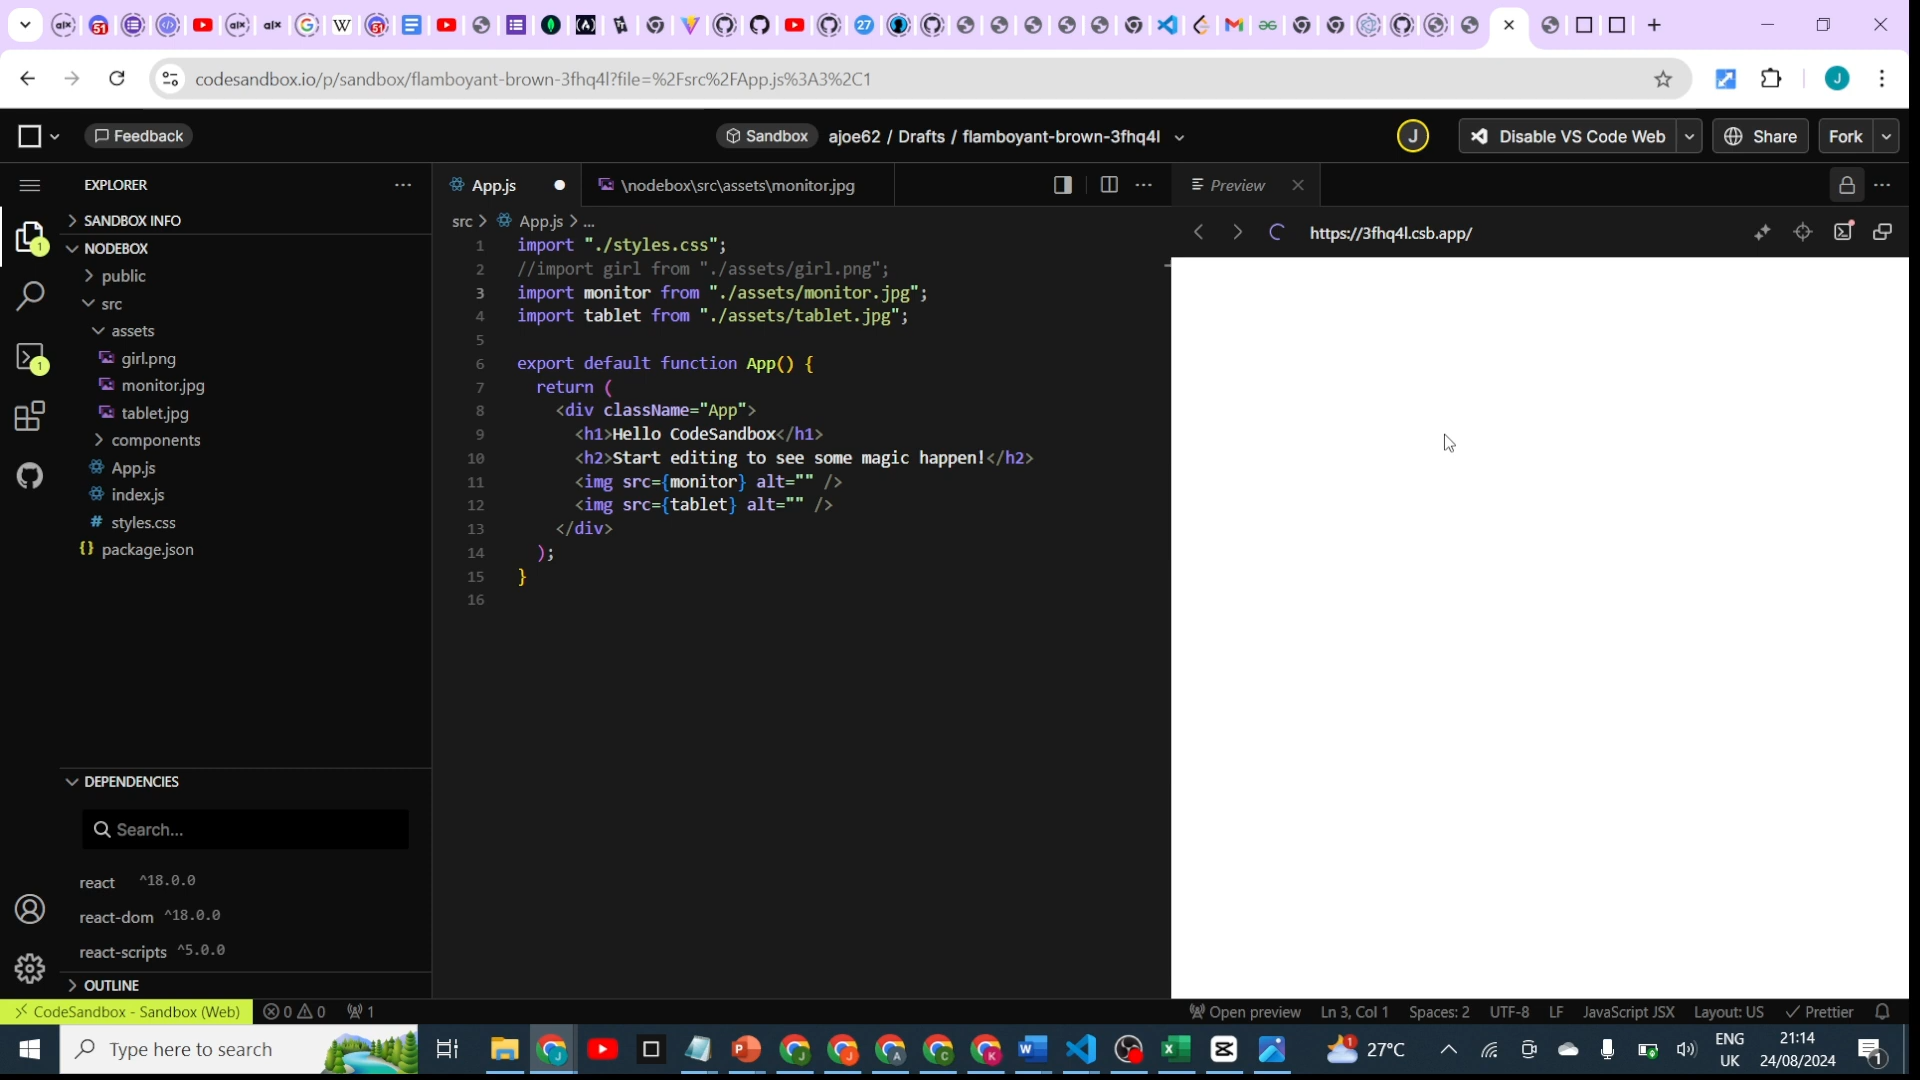 codesandbox.io/p/sandbox/flamboyant-brown-3fhq4l?file=%2Fsrc%2FApp.js%3A3%2C1
J
Feedback
Sandbox
ajoe62 / Drafts / flamboyant-brown-3fhq4l
J
Disable VS Code Web
Share
Fork
EXPLORER
SANDBOX INFO
NODEBOX
public
src
assets
girl.png
monitor.jpg
tablet.jpg
components
App.js
index.js
# styles.css
{} package.json
DEPENDENCIES
Search...
react ^18.0.0
react-dom ^18.0.0
react-scripts ^5.0.0
OUTLINE
App.js
\nodebox\src\assets\monitor.jpg
src > App.js > ...
1 import "./styles.css";
2 //import girl from "./assets/girl.png";
3 import monitor from "./assets/monitor.jpg";
4 import tablet from "./assets/tablet.jpg";
5
6 export default function App() {
7 return (
8 <div className="App">
9 <h1>Hello CodeSandbox</h1>
10 <h2>Start editing to see some magic happen!</h2>
11 <img src={monitor} alt="" />
12 <img src={tablet} alt="" />
13 </div>
14 );
15 }
16
Preview
https://3fhq4l.csb.app/
CodeSandbox - Sandbox (Web)
0 0
1
Open preview
Ln 3, Col 1
Spaces: 2
UTF-8
LF
JavaScript JSX
Layout: US
Prettier
Type here to search
27°C
ENG
UK
21:14
24/08/2024
1